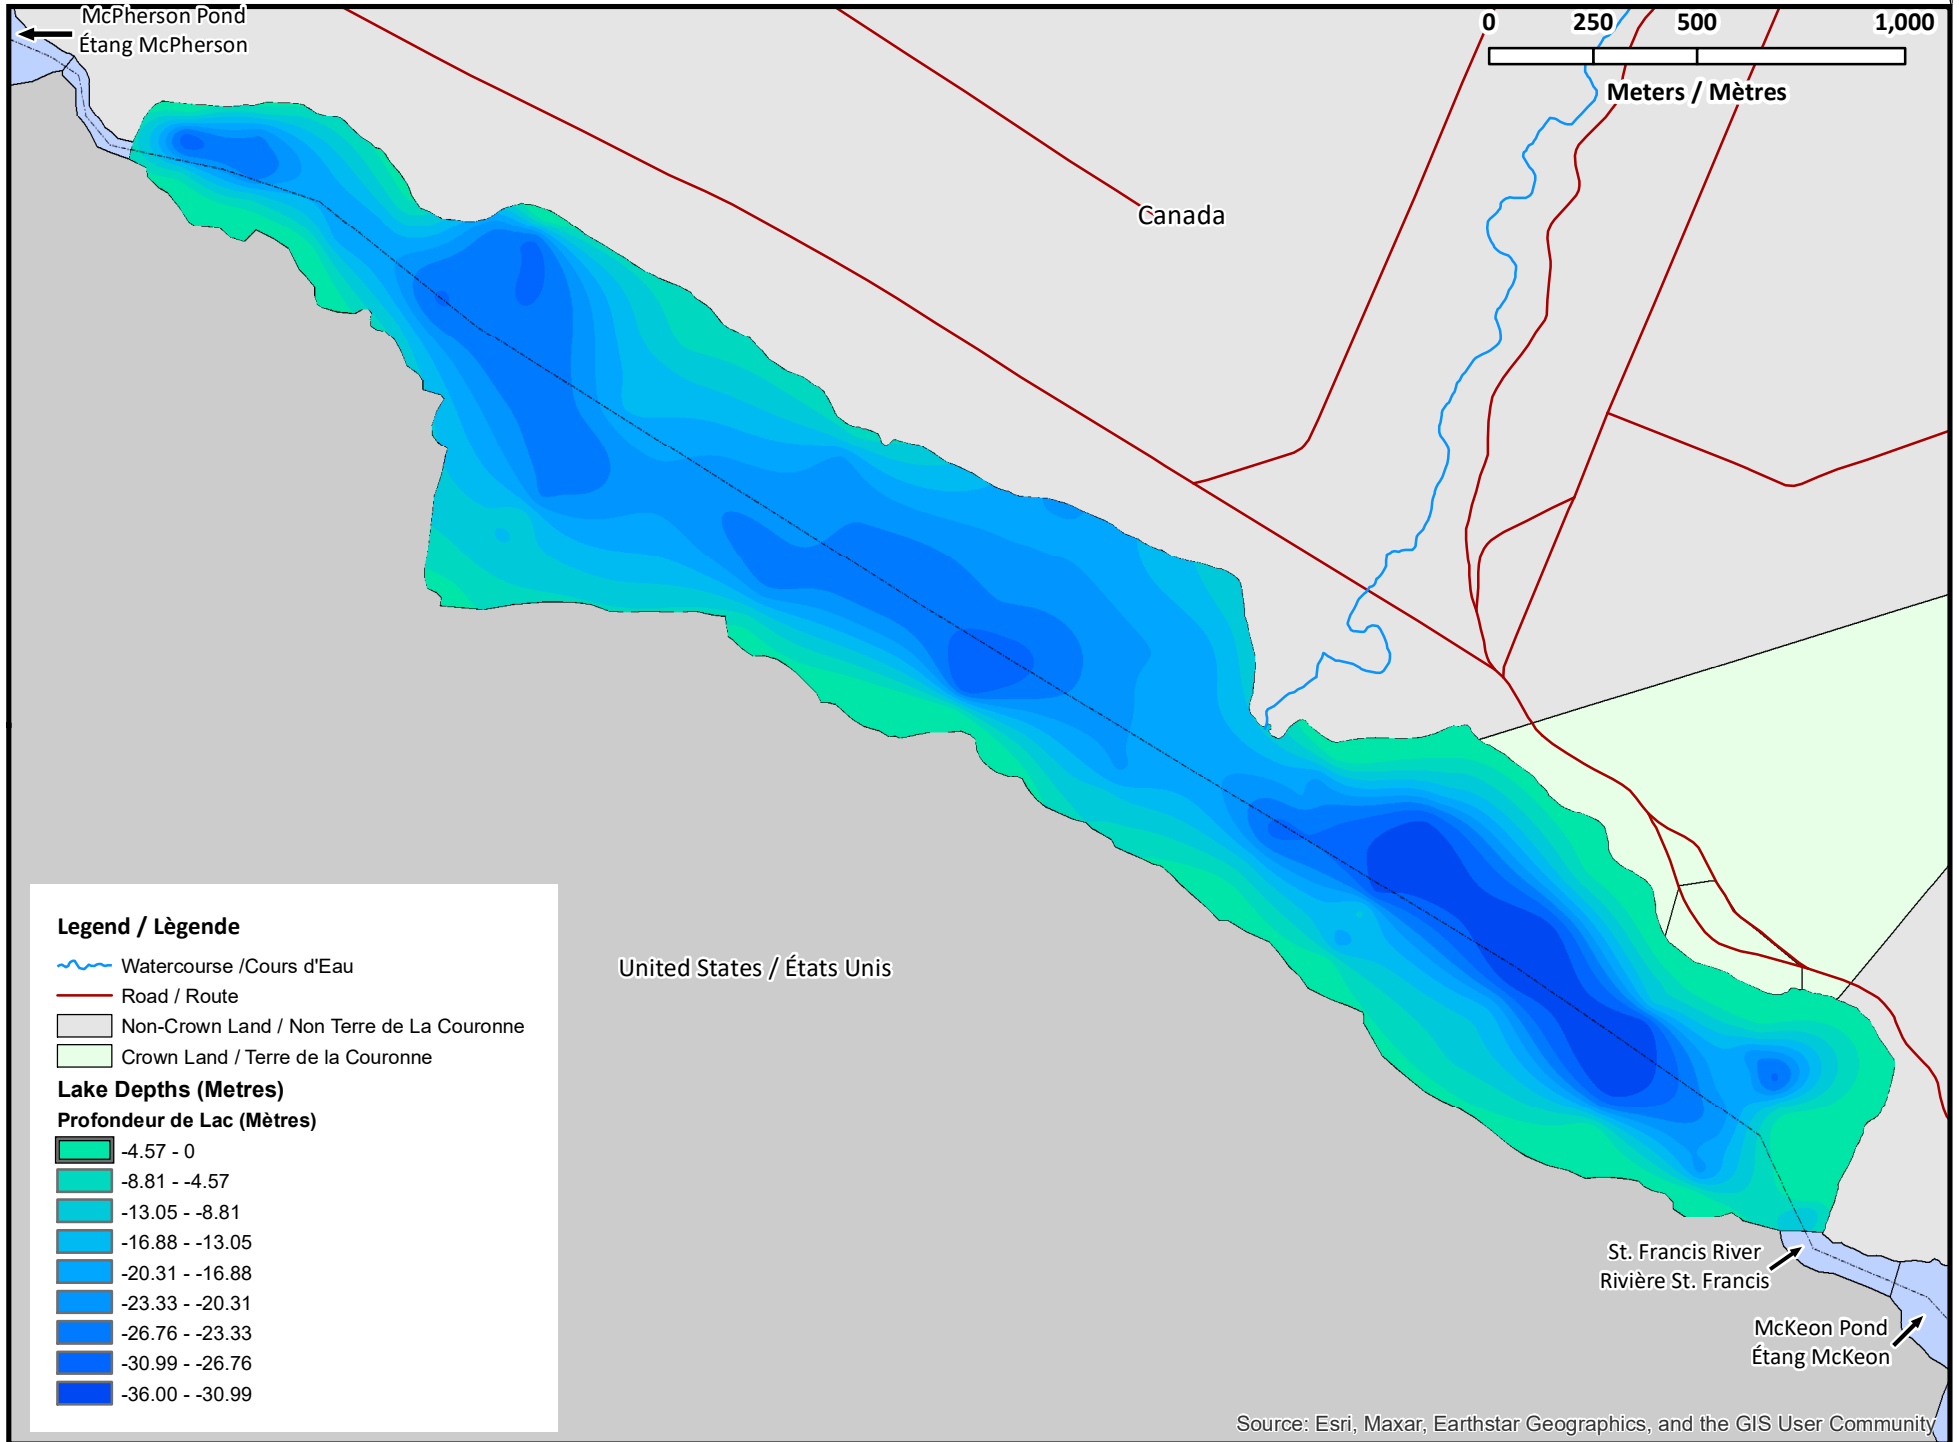 McPherson Pond
Étang McPherson
0 250 500 1,000
Meters / Mètres
Canada
United States / États Unis
Legend / Lègende
Watercourse /Cours d'Eau
Road / Route
Non-Crown Land / Non Terre de La Couronne
Crown Land / Terre de la Couronne
Lake Depths (Metres)
Profondeur de Lac (Mètres)
-4.57 - 0
-8.81 - -4.57
-13.05 - -8.81
-16.88 - -13.05
-20.31 - -16.88
-23.33 - -20.31
-26.76 - -23.33
-30.99 - -26.76
-36.00 - -30.99
St. Francis River
Rivière St. Francis
McKeon Pond
Étang McKeon
Source: Esri, Maxar, Earthstar Geographics, and the GIS User Community